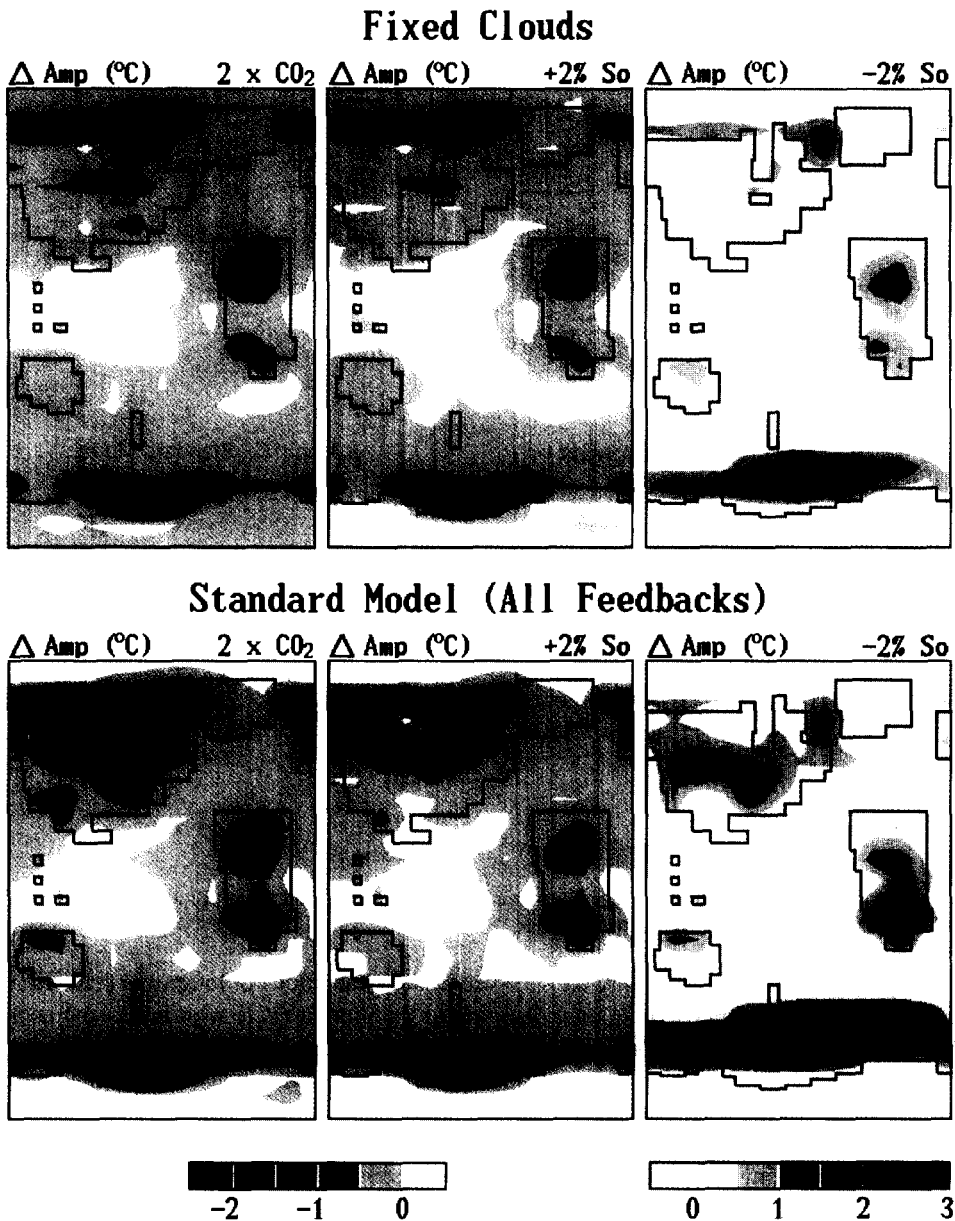 Fixed Clouds
△ Amp (°C) 2 x CO₂ △ Amp (°C) +2% So △ Amp (°C) -2% So
Standard Model (All Feedbacks)
△ Amp (°C) 2 x CO₂ △ Amp (°C) +2% So △ Amp (°C) -2% So
-2 -1 0 0 1 2 3